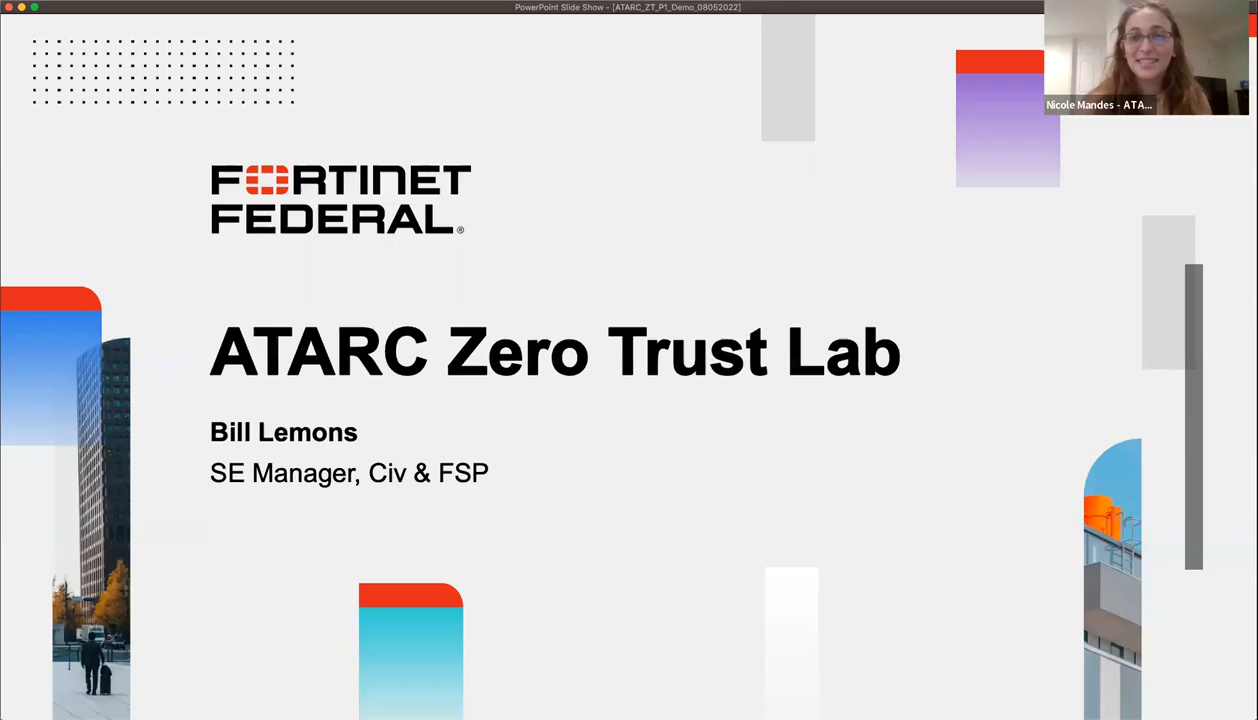 PowerPoint Slide Show - [ATARC_ZT_P1_Demo_08052022]
Nicole Mandes - ATA...
FORTINET
FEDERAL®
ATARC Zero Trust Lab
Bill Lemons
SE Manager, Civ & FSP